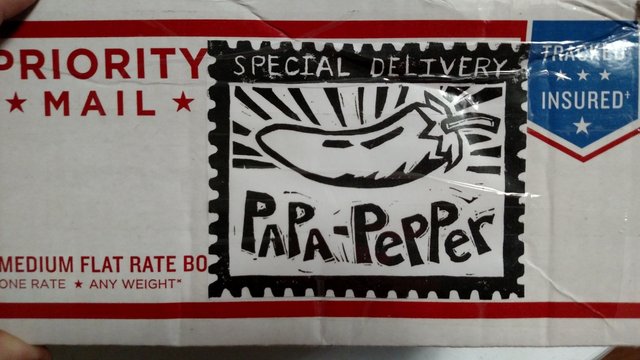 PRIORITY
★ MAIL ★
SPECIAL DELIVERY
TRACKED
★ ★ ★
INSURED†
★
PAPA-PePPer
MEDIUM FLAT RATE BO
ONE RATE ★ ANY WEIGHT*